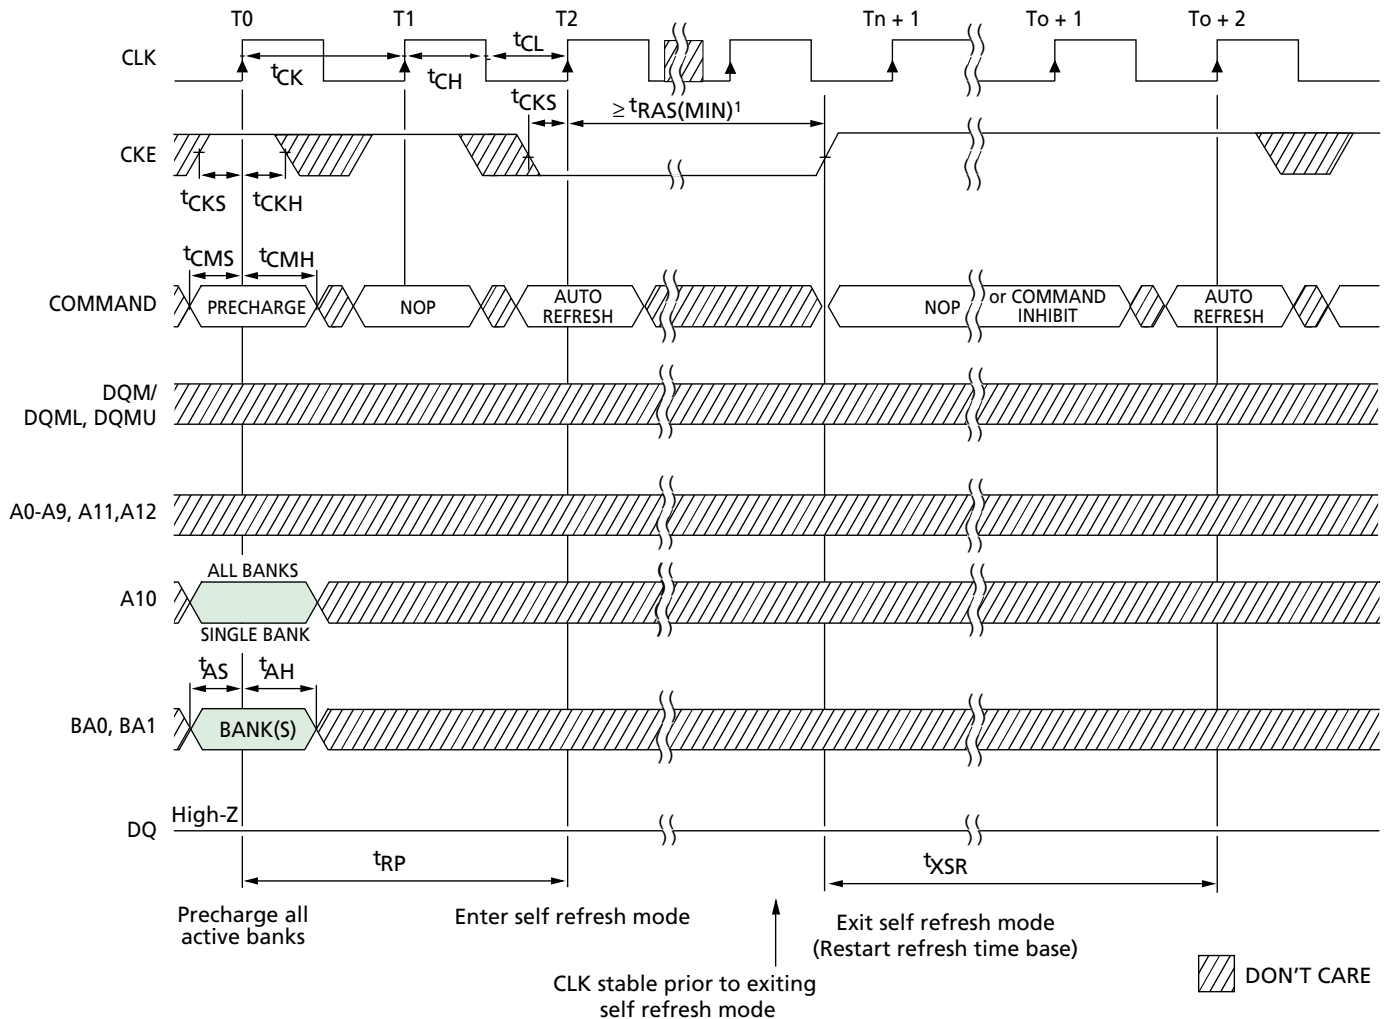 T0 T1 T2 Tn + 1 To + 1 To + 2
CLK
tCK tCH tCL
tCKS ≥ tRAS(MIN)1
CKE
tCKS tCKH
tCMS tCMH
COMMAND
PRECHARGE
NOP
AUTO
REFRESH
NOP
or COMMAND
INHIBIT
AUTO
REFRESH
DQM/
DQML, DQMU
A0-A9, A11,A12
ALL BANKS
A10
SINGLE BANK
tAS tAH
BA0, BA1
BANK(S)
High-Z
DQ
tRP
tXSR
Precharge all
active banks
Enter self refresh mode
CLK stable prior to exiting
self refresh mode
Exit self refresh mode
(Restart refresh time base)
DON'T CARE